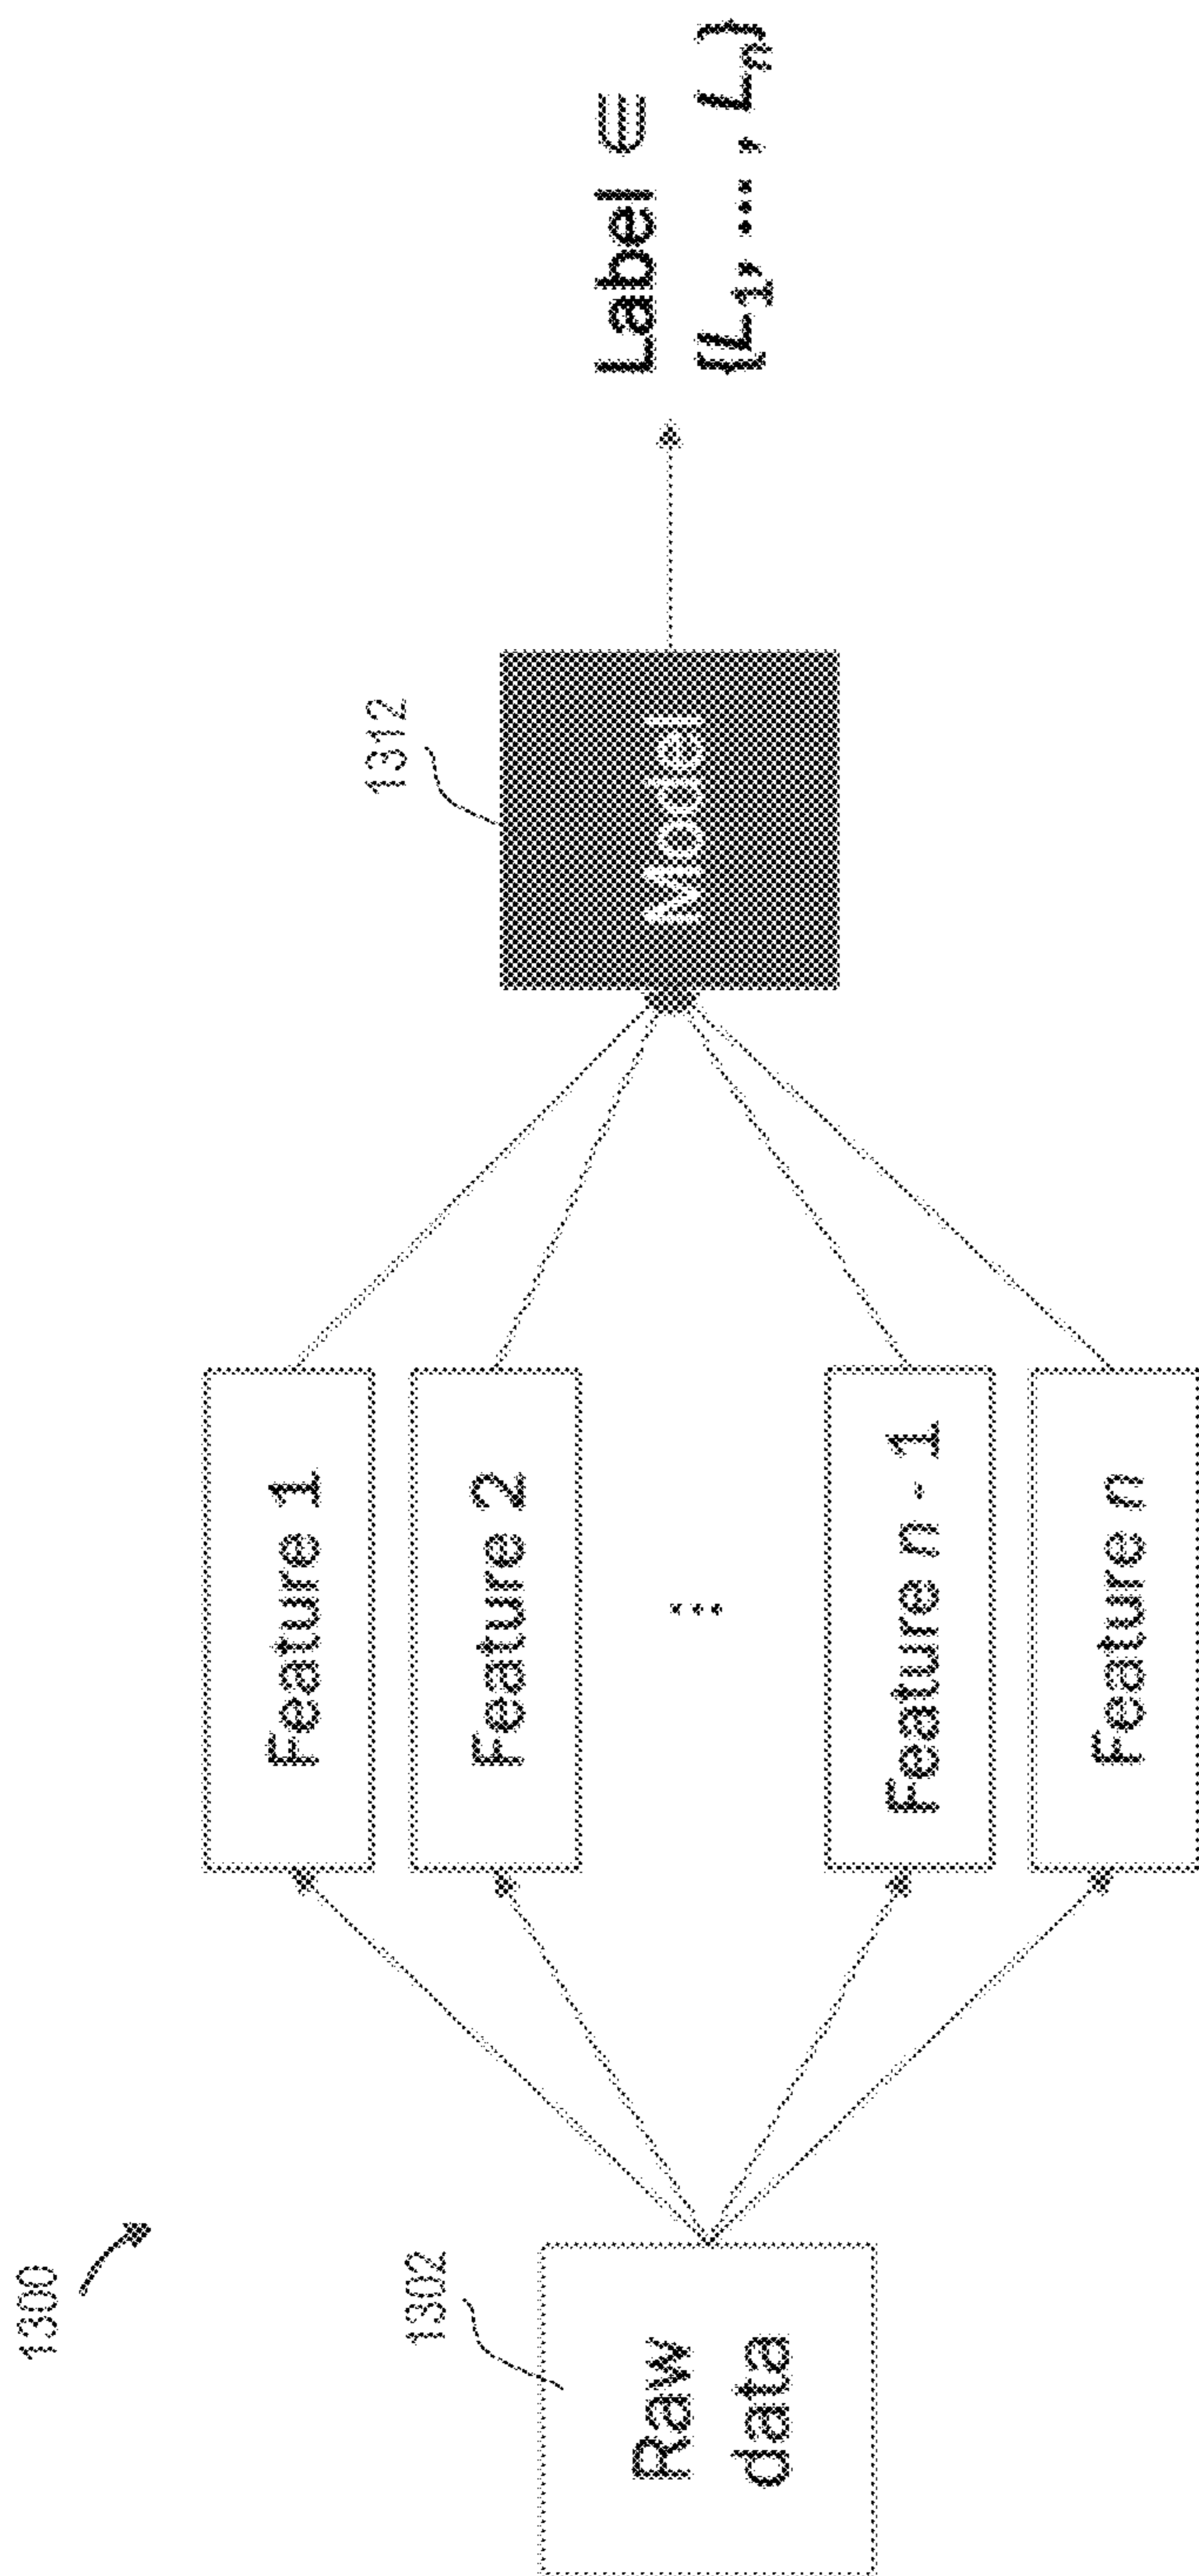 1300
1302
Raw
data
Feature 1
Feature 2
...
Feature n - 1
Feature n
1312
Model
Label ∈
{L₁, ..., Lₙ}